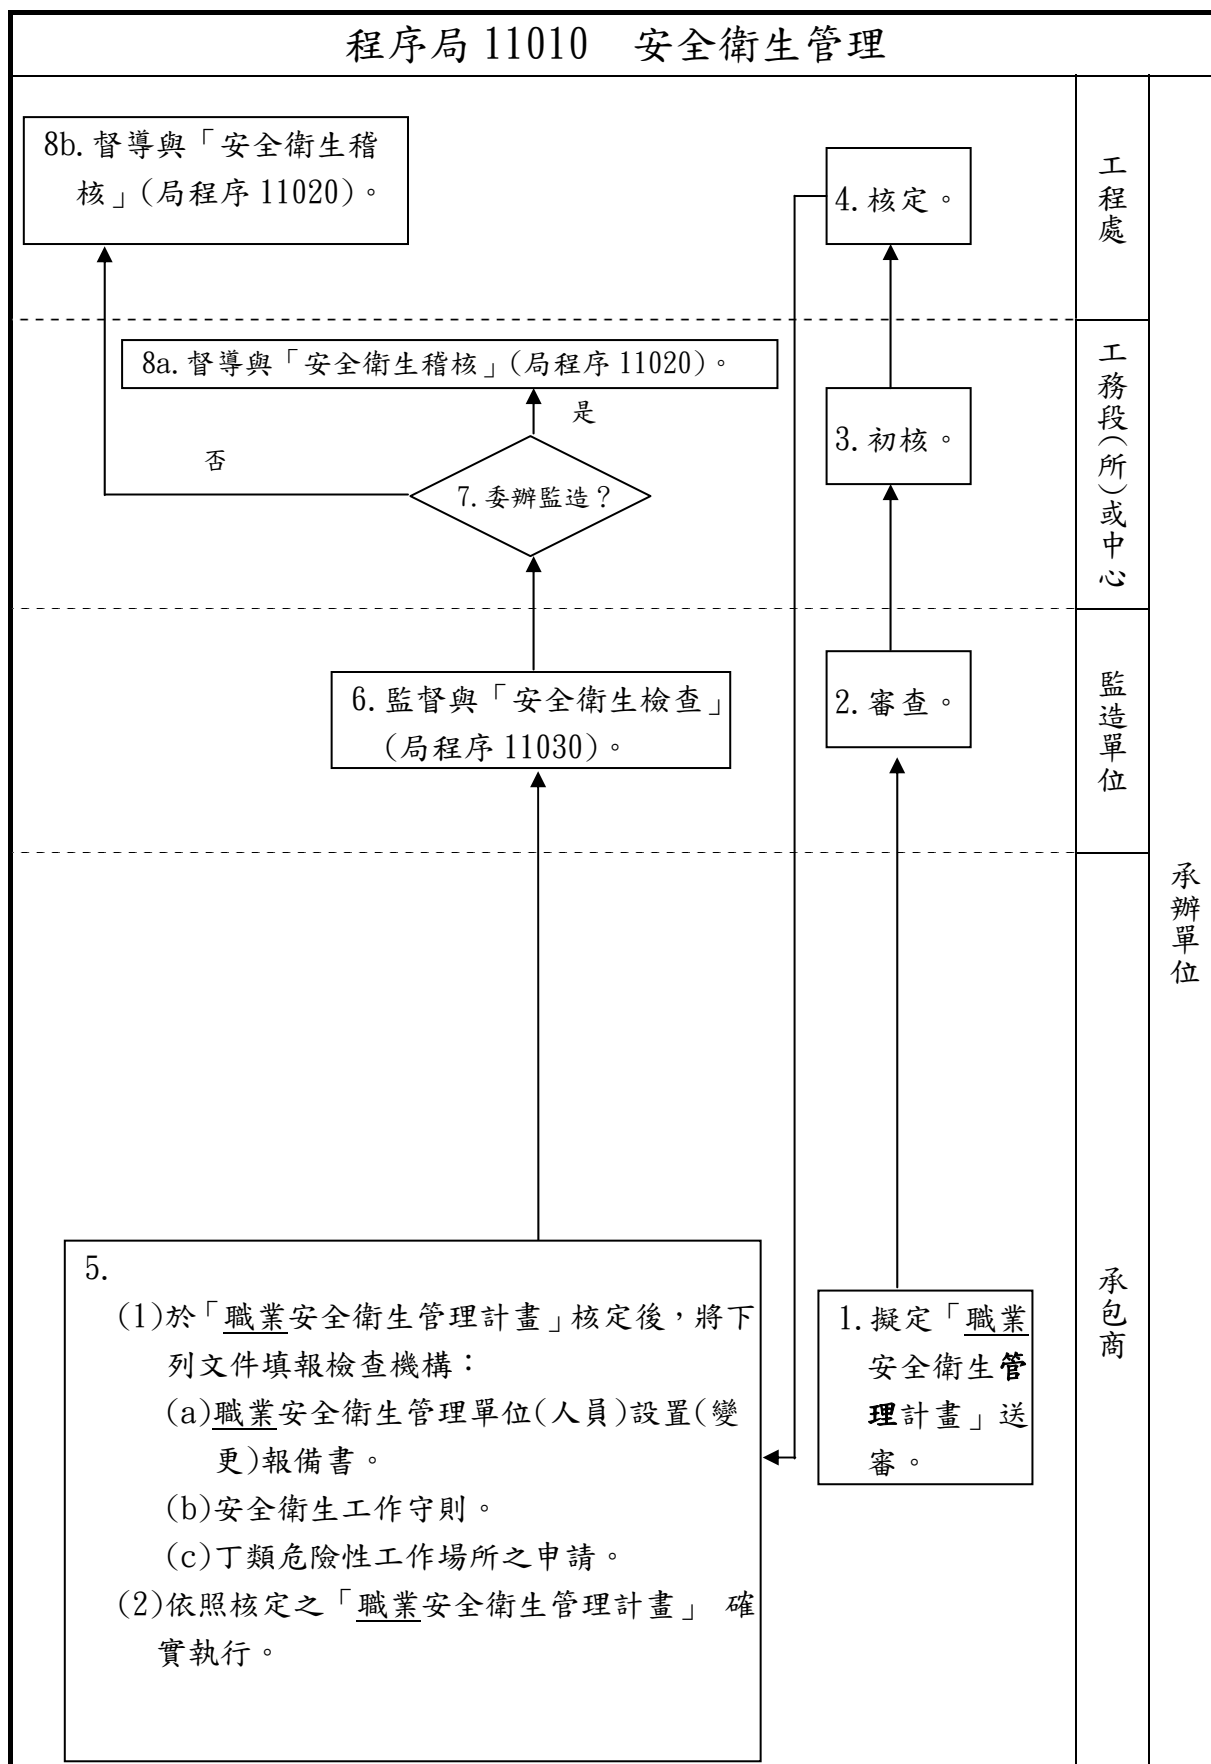 程序局 11010　安全衛生管理
8b.督導與「安全衛生稽
核」(局程序 11020)。
4.核定。
工程處
8a.督導與「安全衛生稽核」(局程序 11020)。
是
否
7.委辦監造？
3.初核。
工務段(所)或中心
6.監督與「安全衛生檢查」
(局程序 11030)。
2.審查。
監造單位
承辦單位
5.
(1)於「職業安全衛生管理計畫」核定後，將下
列文件填報檢查機構：
(a)職業安全衛生管理單位(人員)設置(變
更)報備書。
(b)安全衛生工作守則。
(c)丁類危險性工作場所之申請。
(2)依照核定之「職業安全衛生管理計畫」 確
實執行。
1.擬定「職業
安全衛生管
理計畫」送
審。
承包商